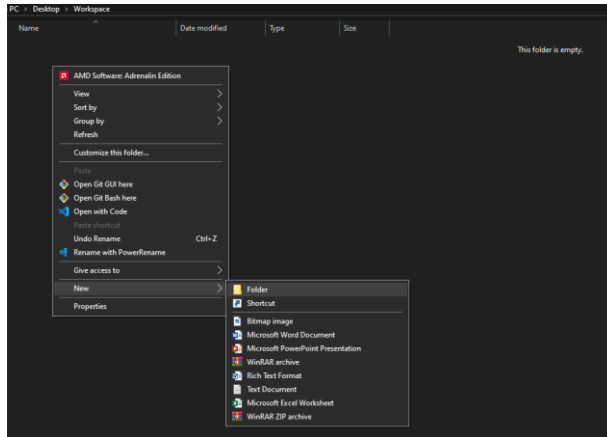 PC › Desktop › Workspace
Name Date modified Type Size
This folder is empty.
AMD Software: Adrenalin Edition
View
Sort by
Group by
Refresh
Customize this folder...
Paste
Open Git GUI here
Open Git Bash here
Open with Code
Paste shortcut
Undo Rename Ctrl+Z
Rename with PowerRename
Give access to
New
Properties
Folder
Shortcut
Bitmap image
Microsoft Word Document
Microsoft PowerPoint Presentation
WinRAR archive
Rich Text Format
Text Document
Microsoft Excel Worksheet
WinRAR ZIP archive